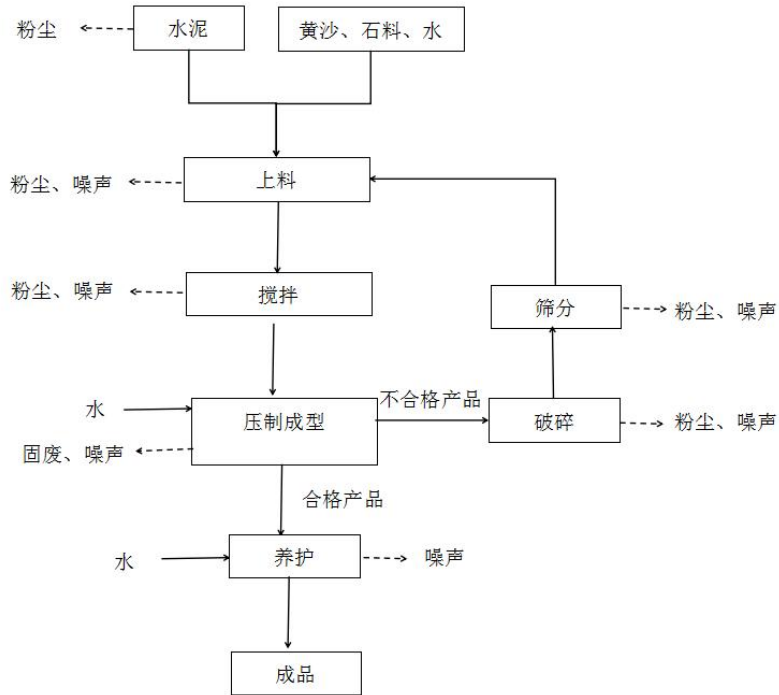 粉尘
水泥
黄沙、石料、水
粉尘、噪声
上料
粉尘、噪声
搅拌
筛分
粉尘、噪声
水
压制成型
不合格产品
破碎
粉尘、噪声
固废、噪声
合格产品
水
养护
噪声
成品